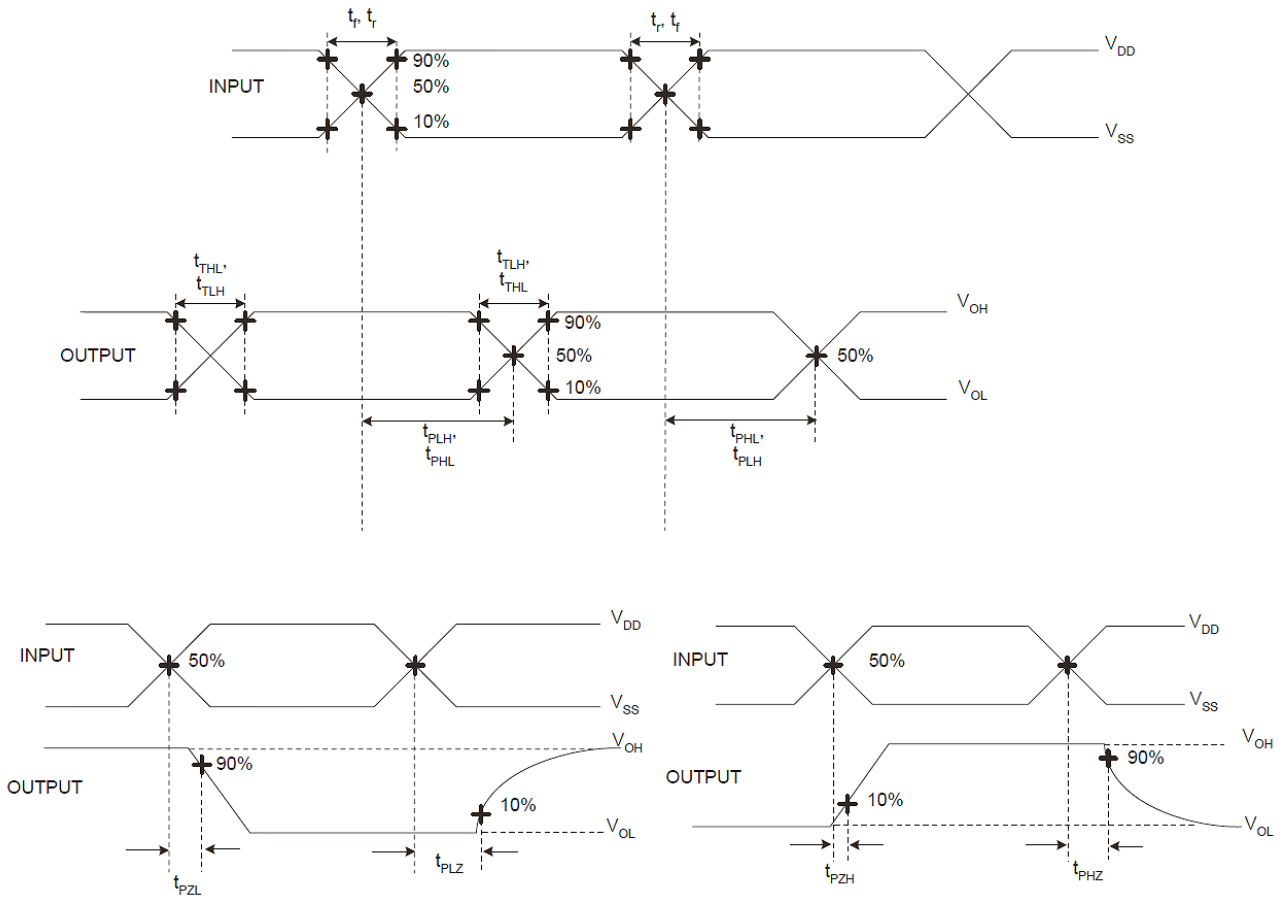 tf, tr
tr, tf
VDD
90%
INPUT
50%
10%
VSS
tTHL,
tTLH
tTLH,
tTHL
VOH
90%
OUTPUT
50%
50%
10%
VOL
tPLH,
tPHL
tPHL,
tPLH
VDD
INPUT
50%
VSS
VOH
90%
OUTPUT
10%
VOL
tPZL
tPLZ
VDD
INPUT
50%
VSS
VOH
90%
OUTPUT
10%
VOL
tPZH
tPHZ